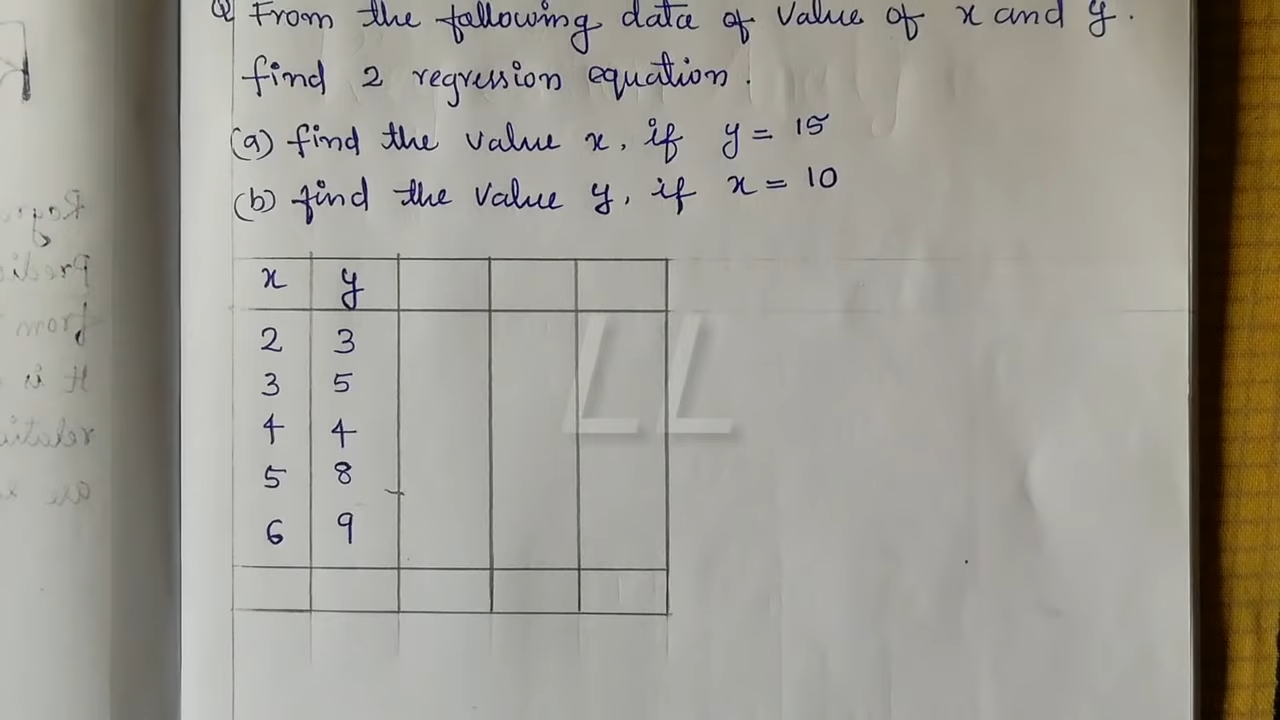 Q From the following data of value of x and y.
find 2 regression equation.
(a) find the value x, if y = 15
(b) find the value y, if x = 10
x y
2 3
3 5
4 4
5 8
6 9
LL